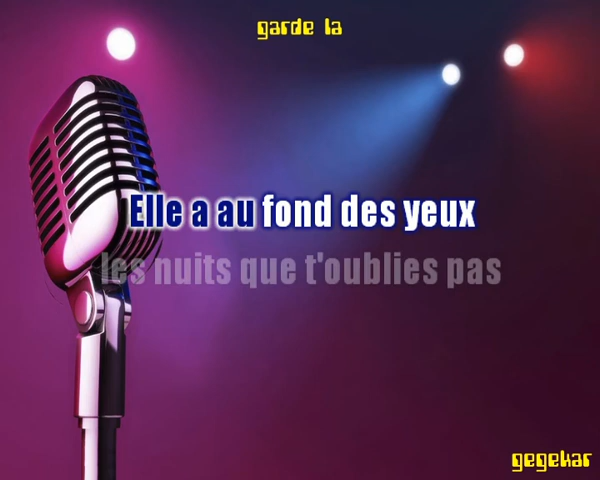 garde la
Elle a au fond des yeux
les nuits que t'oublies pas
gegekar